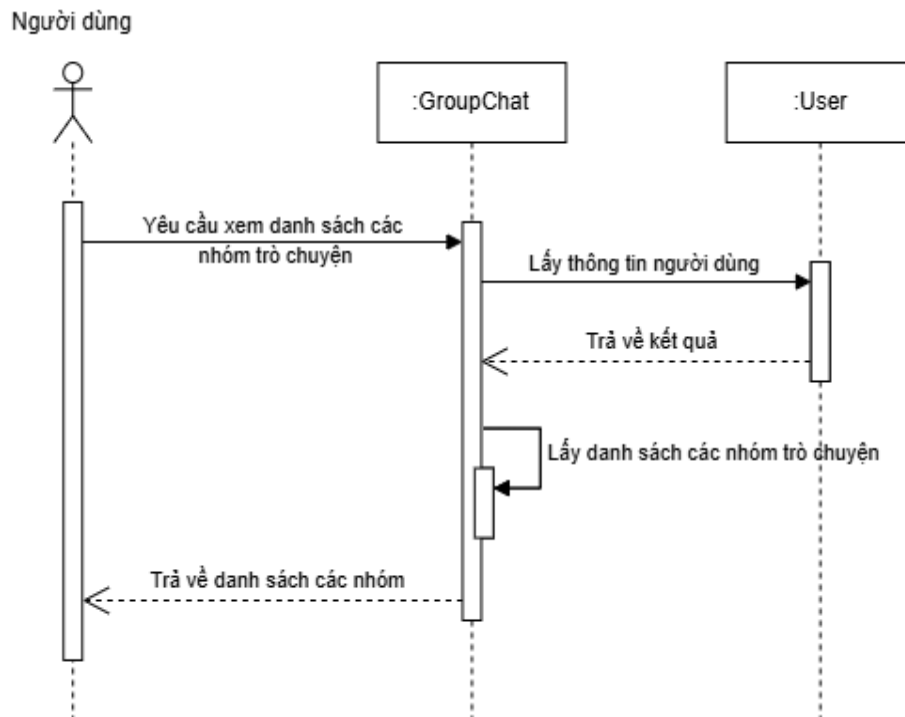 Người dùng
:GroupChat
:User
Yêu cầu xem danh sách các
nhóm trò chuyện
Lấy thông tin người dùng
Trả về kết quả
Lấy danh sách các nhóm trò chuyện
Trả về danh sách các nhóm